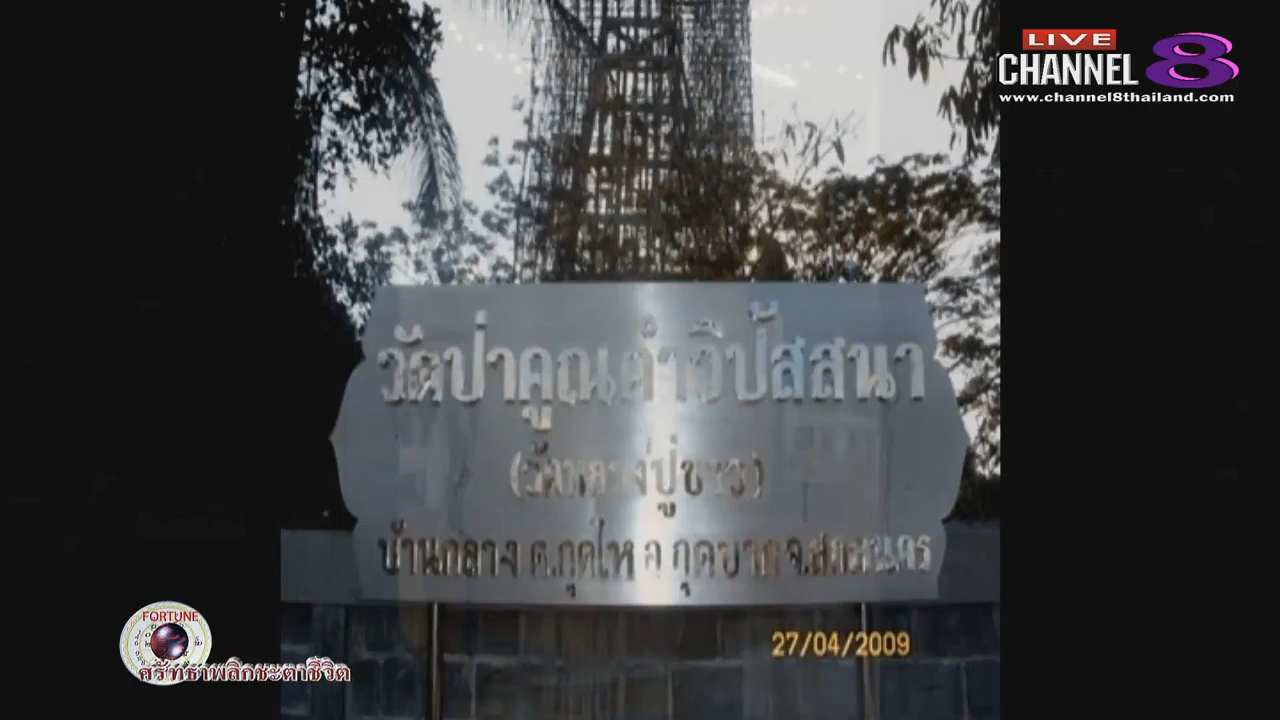 LIVE
CHANNEL 8
www.channel8thailand.com
วัดป่าคูณคำวิปัสสนา
(วัดหลวงปู่ขาว)
บ้านกลาง ต.กุดไห อ.กุดบาก จ.สกลนคร
27/04/2009
FORTUNE
ศรัทธาพลิกชะตาชีวิต